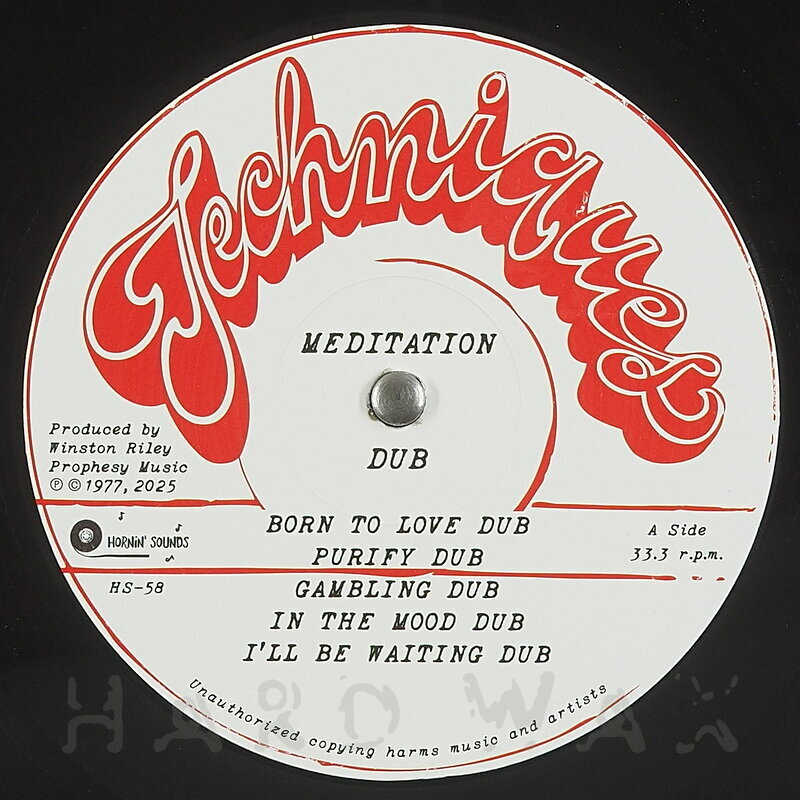 Techniques
MEDITATION
DUB
Produced by
Winston Riley
Prophesy Music
℗ © 1977, 2025
HORNiN' SOUNDS
HS-58
A Side
33.3 r.p.m.
BORN TO LOVE DUB
PURIFY DUB
GAMBLING DUB
IN THE MOOD DUB
I'LL BE WAITING DUB
Unauthorized copying harms music and artists
HARD WAX